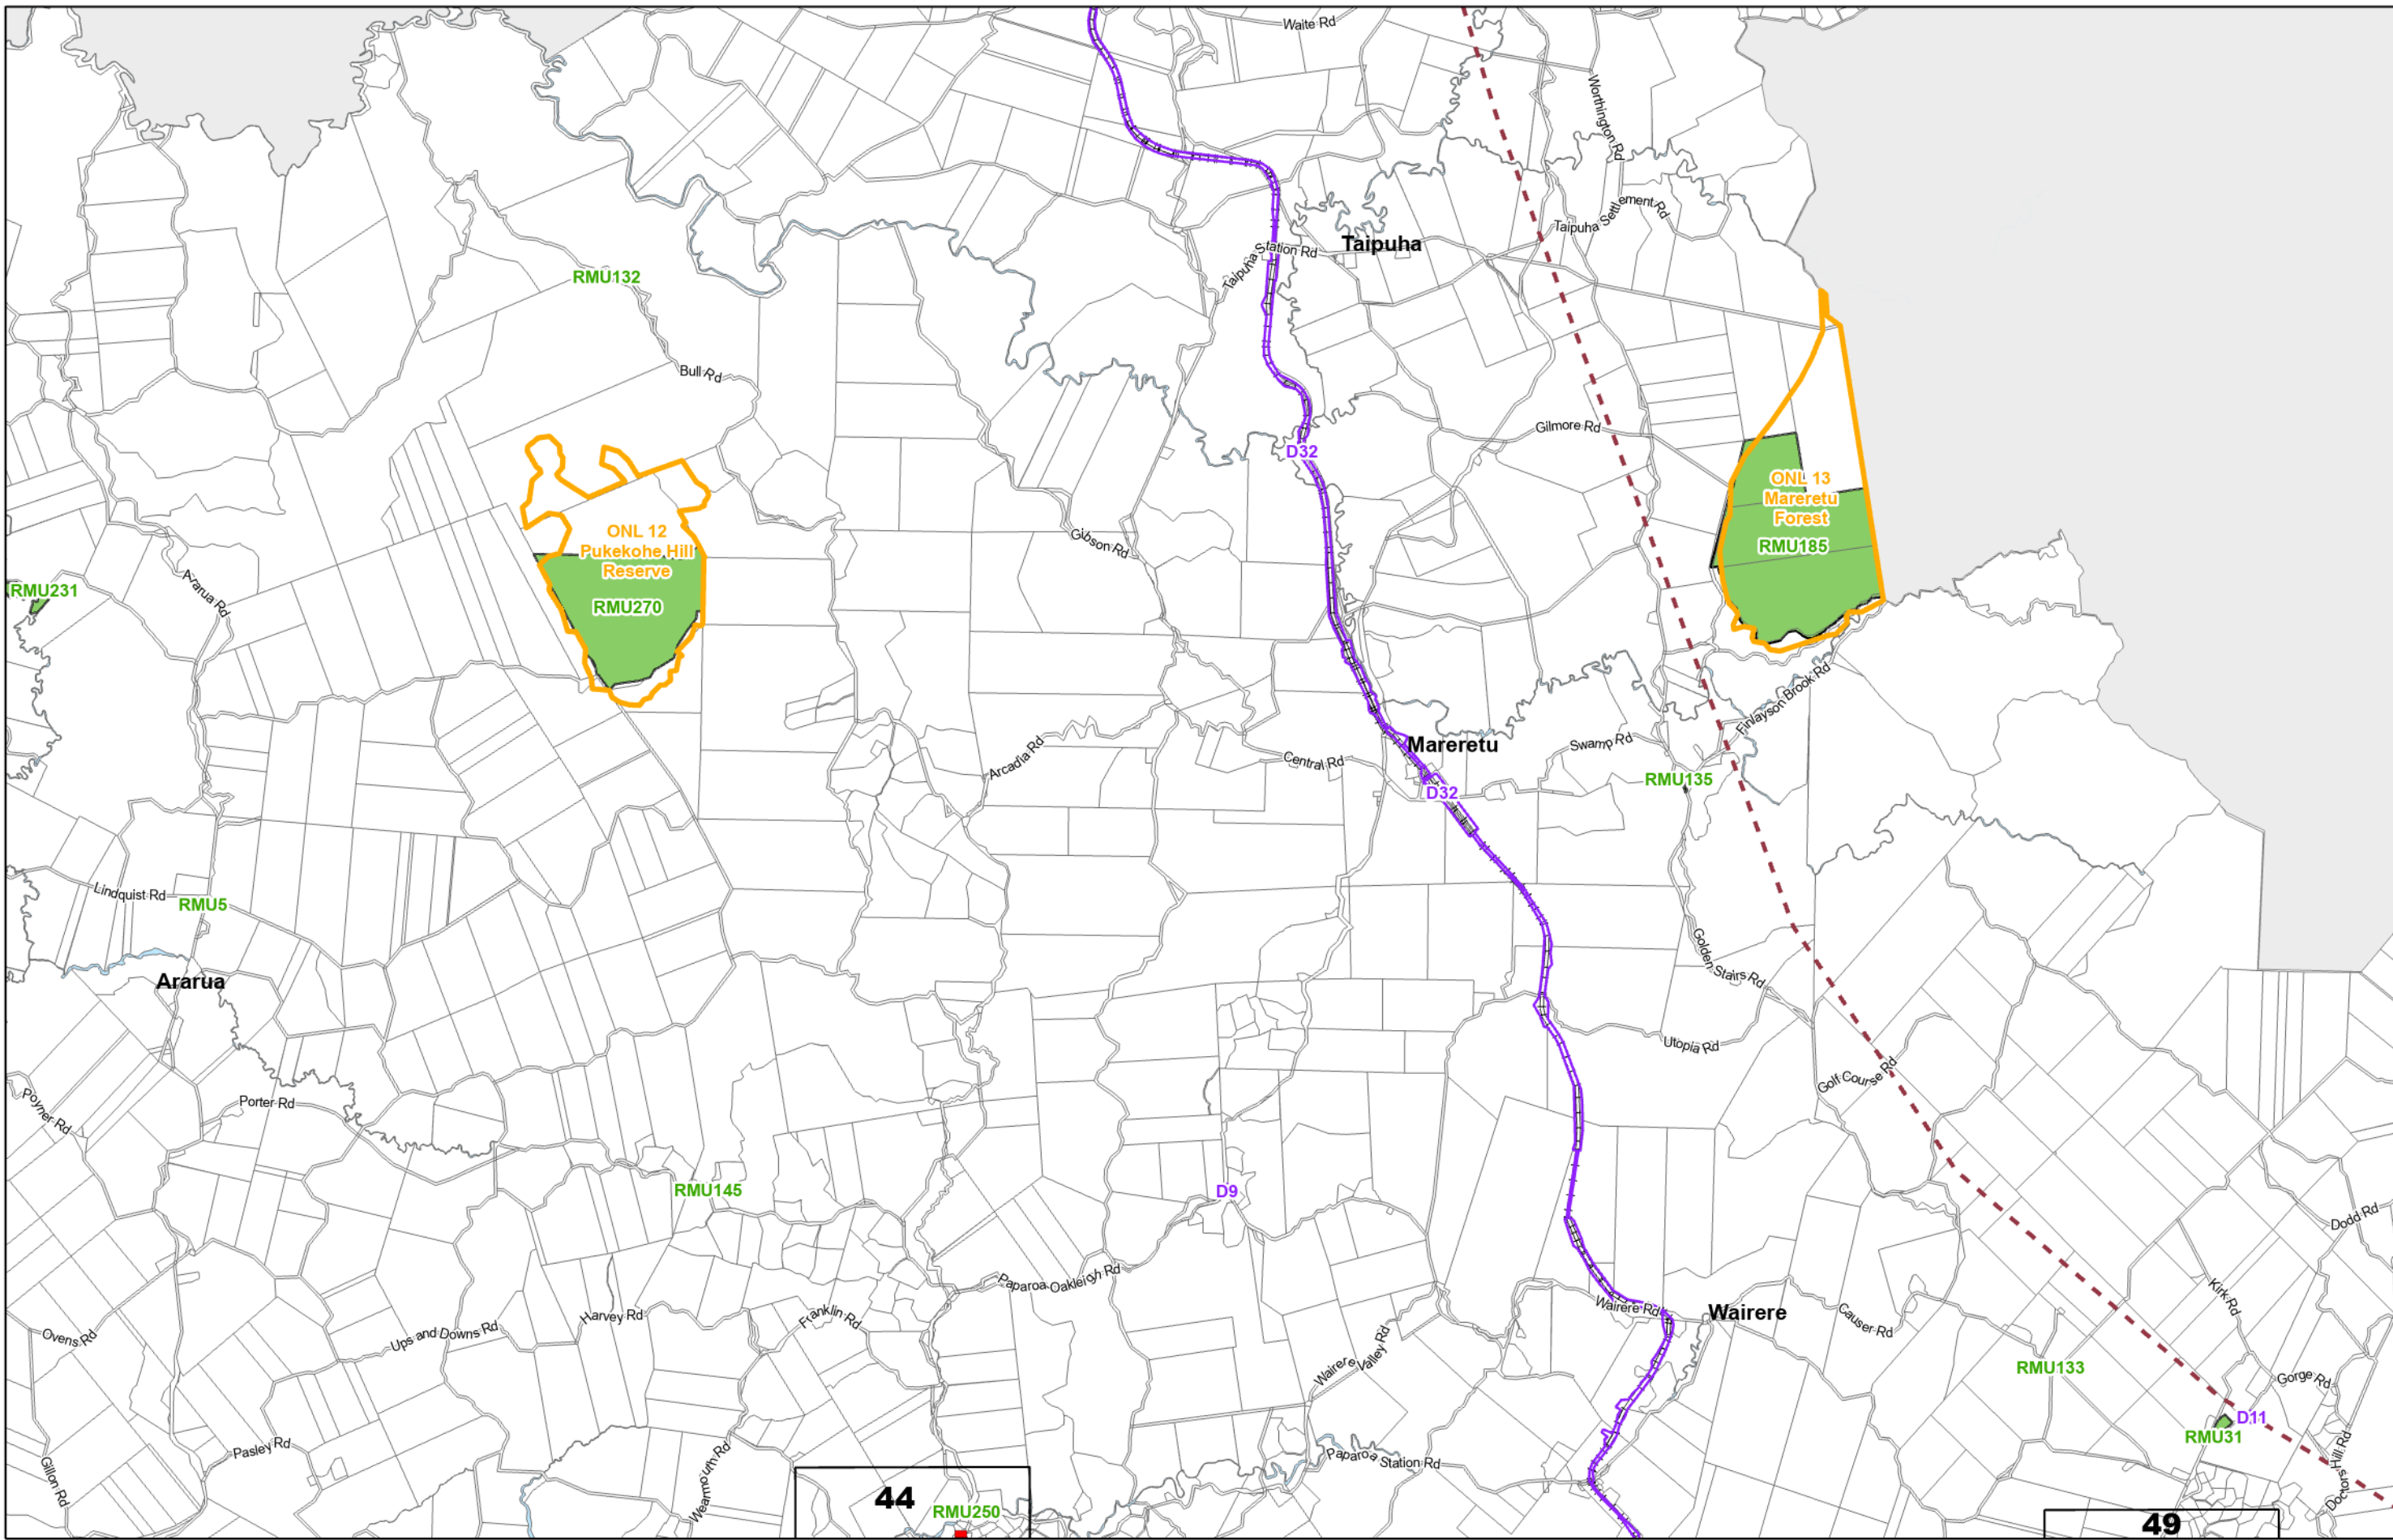 Waite Rd
Worthington Rd
Taipuha Settlement Rd
Taipuha
Taipuha Station Rd
RMU132
Bull Rd
Gilmore Rd
D32
ONL 13
Mareretu
Forest
RMU185
ONL 12
Pukekohe Hill
Reserve
RMU270
Gibson Rd
RMU231
Ararua Rd
Finlayson Brook Rd
Mareretu
Swamp Rd
Arcadia Rd
Central Rd
RMU135
D32
Lindquist Rd
RMU5
Golden Stairs Rd
Ararua
Utopia Rd
Golf Course Rd
Poyner Rd
Porter Rd
RMU145
D9
Dodd Rd
Paparoa Oakleigh Rd
Kirk Rd
Wairere Rd
Wairere
Causer Rd
Harvey Rd
Franklin Rd
Ovens Rd
Ups and Downs Rd
Wairere Valley Rd
RMU133
Gorge Rd
D11
RMU31
Pasley Rd
Gillon Rd
Wearmouth Rd
Paparoa Station Rd
Doctors Hill Rd
44
RMU250
49